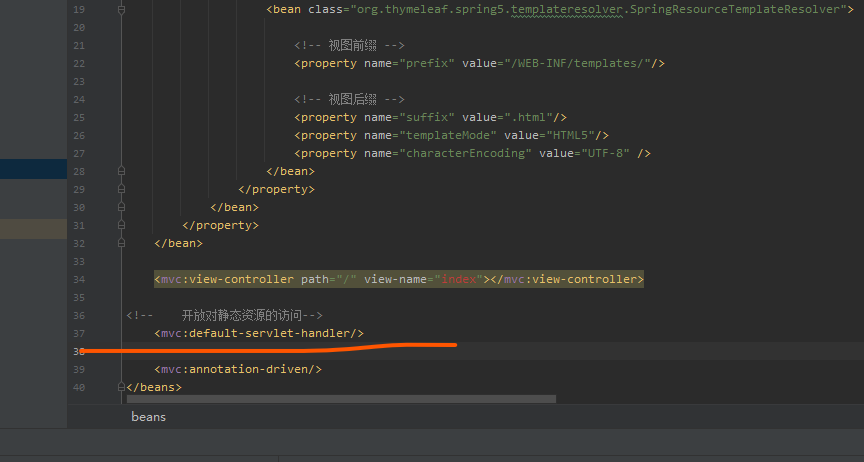 19 <bean class="org.thymeleaf.spring5.templateresolver.SpringResourceTemplateResolver">
20
21 <!-- 视图前缀 -->
22 <property name="prefix" value="/WEB-INF/templates/"/>
23
24 <!-- 视图后缀 -->
25 <property name="suffix" value=".html"/>
26 <property name="templateMode" value="HTML5"/>
27 <property name="characterEncoding" value="UTF-8" />
28 </bean>
29 </property>
30 </bean>
31 </property>
32 </bean>
33
34 <mvc:view-controller path="/" view-name="index"></mvc:view-controller>
35
36 <!-- 开放对静态资源的访问-->
37 <mvc:default-servlet-handler/>
38
39 <mvc:annotation-driven/>
40 </beans>
beans